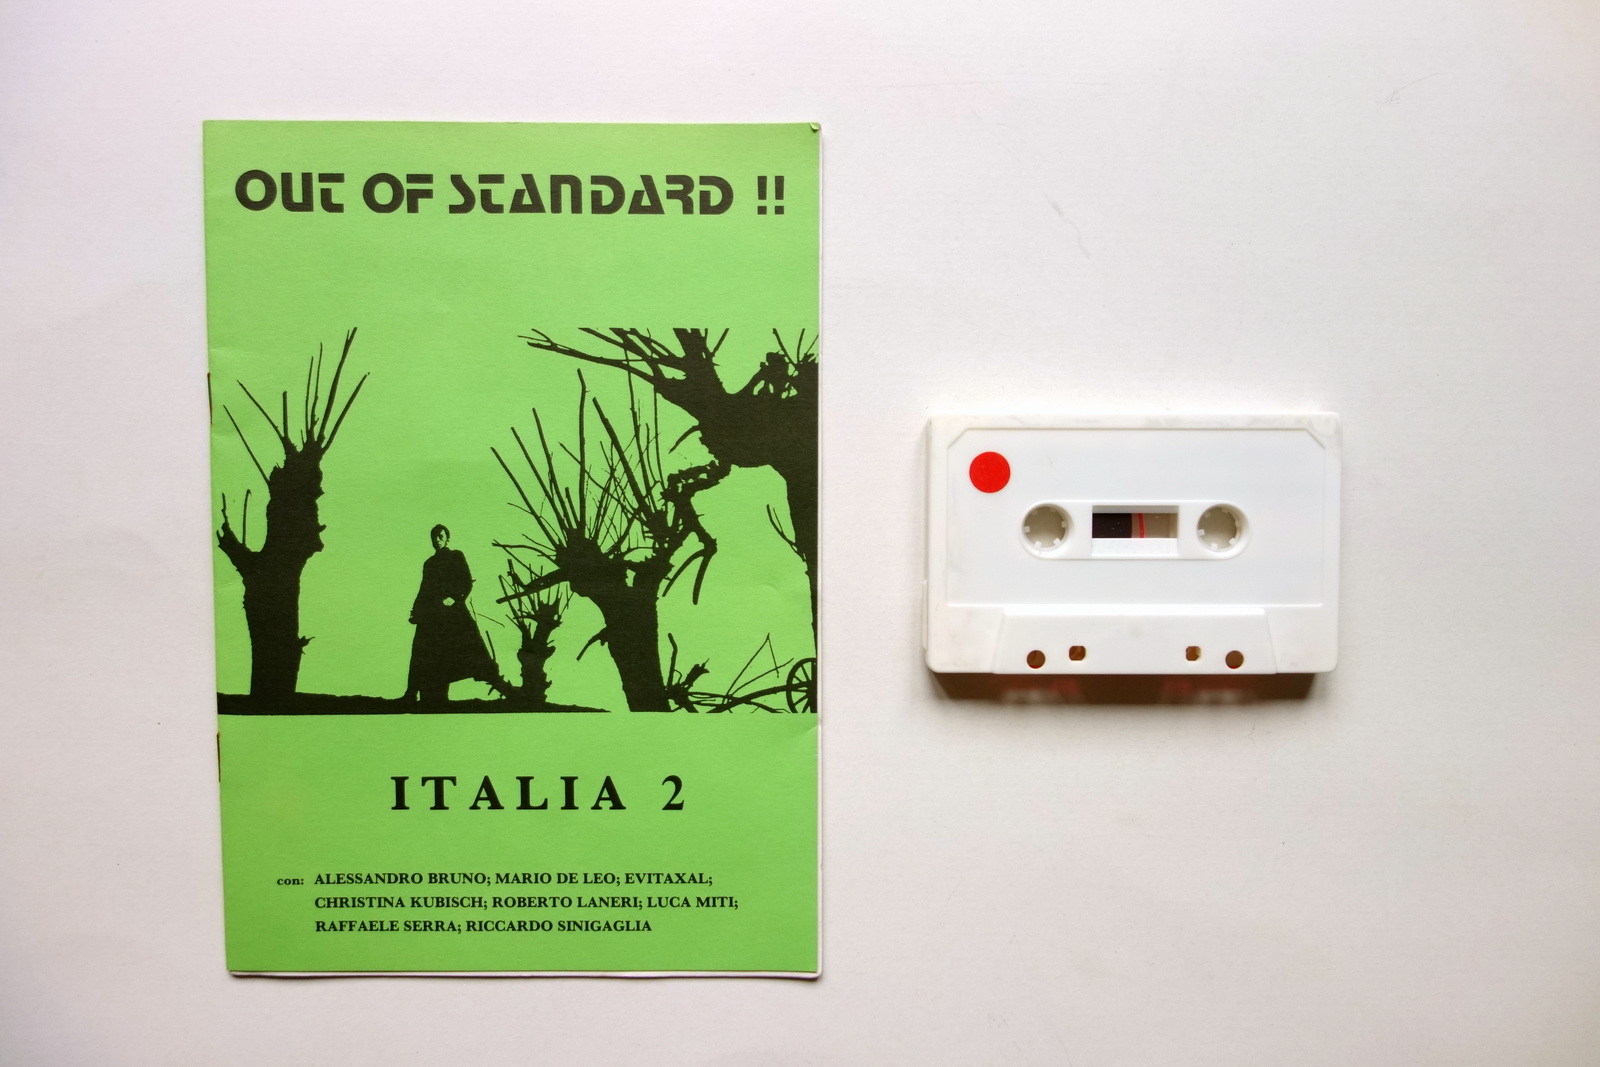 OUT OF STANDARD !!
ITALIA 2
con: ALESSANDRO BRUNO; MARIO DE LEO; EVITAXAL;
CHRISTINA KUBISCH; ROBERTO LANERI; LUCA MITI;
RAFFAELE SERRA; RICCARDO SINIGAGLIA